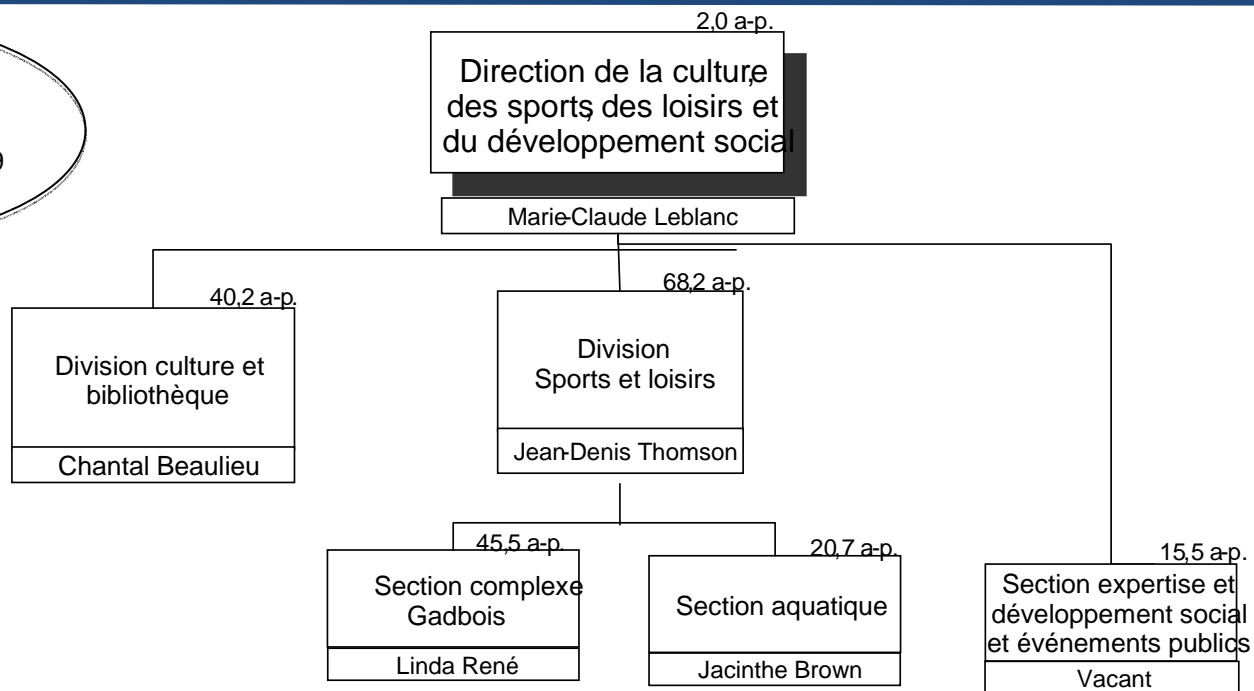 2,0 a-p.
Direction de la culture,
des sports, des loisirs et
du développement social
9
Marie-Claude Leblanc
40,2 a-p.
Division culture et
bibliothèque
Chantal Beaulieu
68,2 a-p.
Division
Sports et loisirs
Jean-Denis Thomson
45,5 a-p.
Section complexe
Gadbois
Linda René
20,7 a-p.
Section aquatique
Jacinthe Brown
15,5 a-p.
Section expertise et
développement social
et événements publics
Vacant